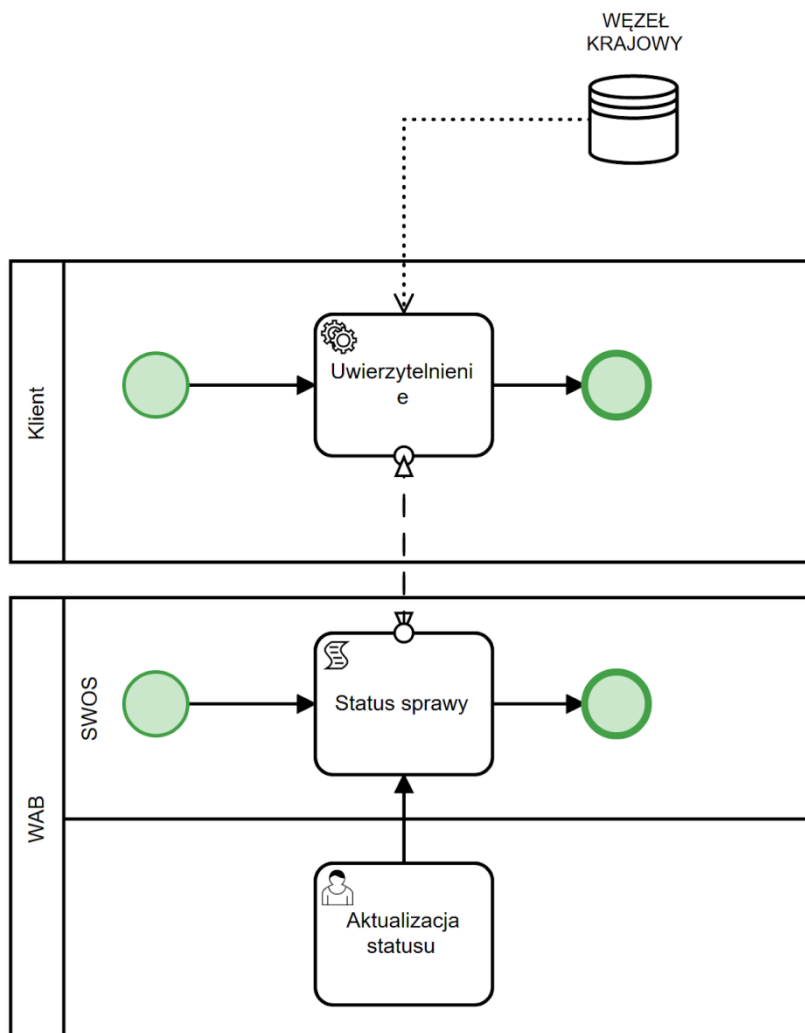 WĘZEŁ
KRAJOWY
Klient
Uwierzytelnieni
e
WAB
SWOS
Status sprawy
Aktualizacja
statusu